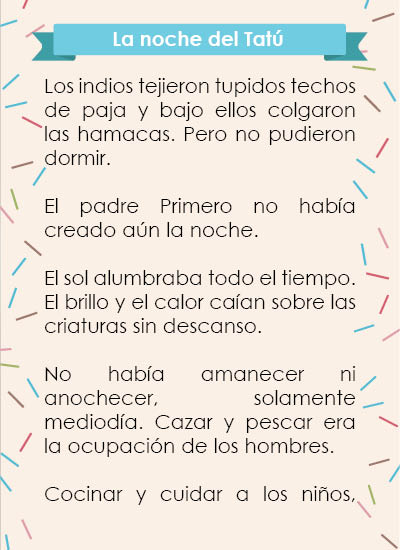 La noche del Tatú
Los indios tejieron tupidos techos
de paja y bajo ellos colgaron
las hamacas. Pero no pudieron
dormir.
El padre Primero no había
creado aún la noche.
El sol alumbraba todo el tiempo.
El brillo y el calor caían sobre las
criaturas sin descanso.
No había amanecer ni
anochecer, solamente
mediodía. Cazar y pescar era
la ocupación de los hombres.
Cocinar y cuidar a los niños,